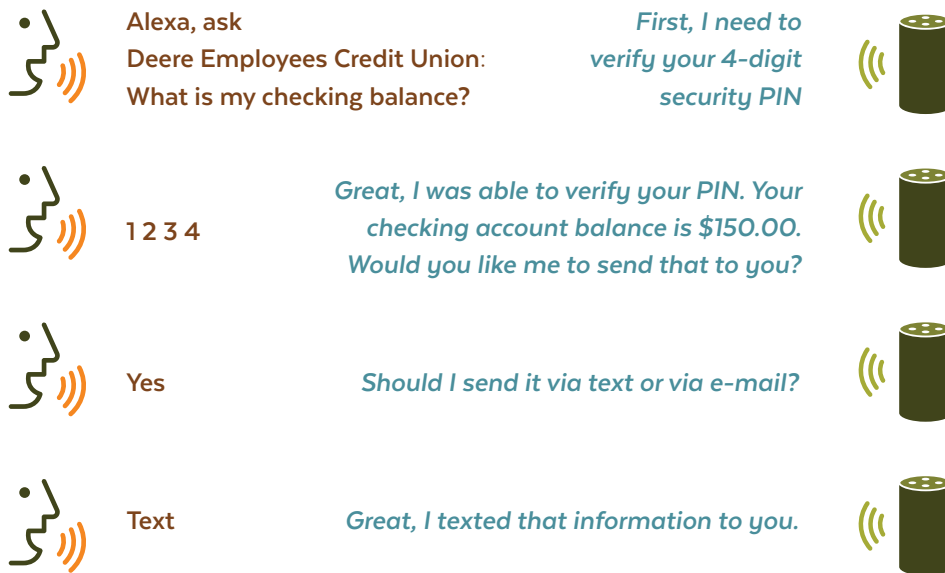 Alexa, ask
Deere Employees Credit Union:
What is my checking balance?
First, I need to
verify your 4-digit
security PIN
1 2 3 4
Great, I was able to verify your PIN. Your
checking account balance is $150.00.
Would you like me to send that to you?
Yes
Should I send it via text or via e-mail?
Text
Great, I texted that information to you.